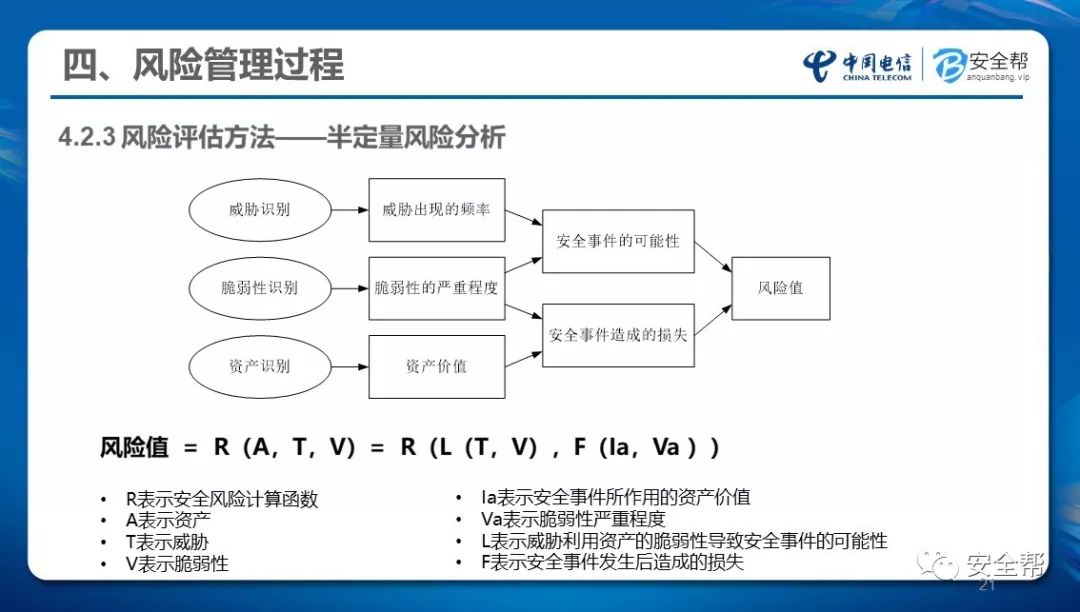 四、风险管理过程
中国电信
CHINA TELECOM
安全帮
anquanbang.vip
4.2.3 风险评估方法——半定量风险分析
威胁识别
威胁出现的频率
安全事件的可能性
脆弱性识别
脆弱性的严重程度
风险值
安全事件造成的损失
资产识别
资产价值
风险值 = R（A，T，V）= R（L（T，V）, F（Ia，Va ））
• R表示安全风险计算函数
• A表示资产
• T表示威胁
• V表示脆弱性
• Ia表示安全事件所作用的资产价值
• Va表示脆弱性严重程度
• L表示威胁利用资产的脆弱性导致安全事件的可能性
• F表示安全事件发生后造成的损失
安全帮
21